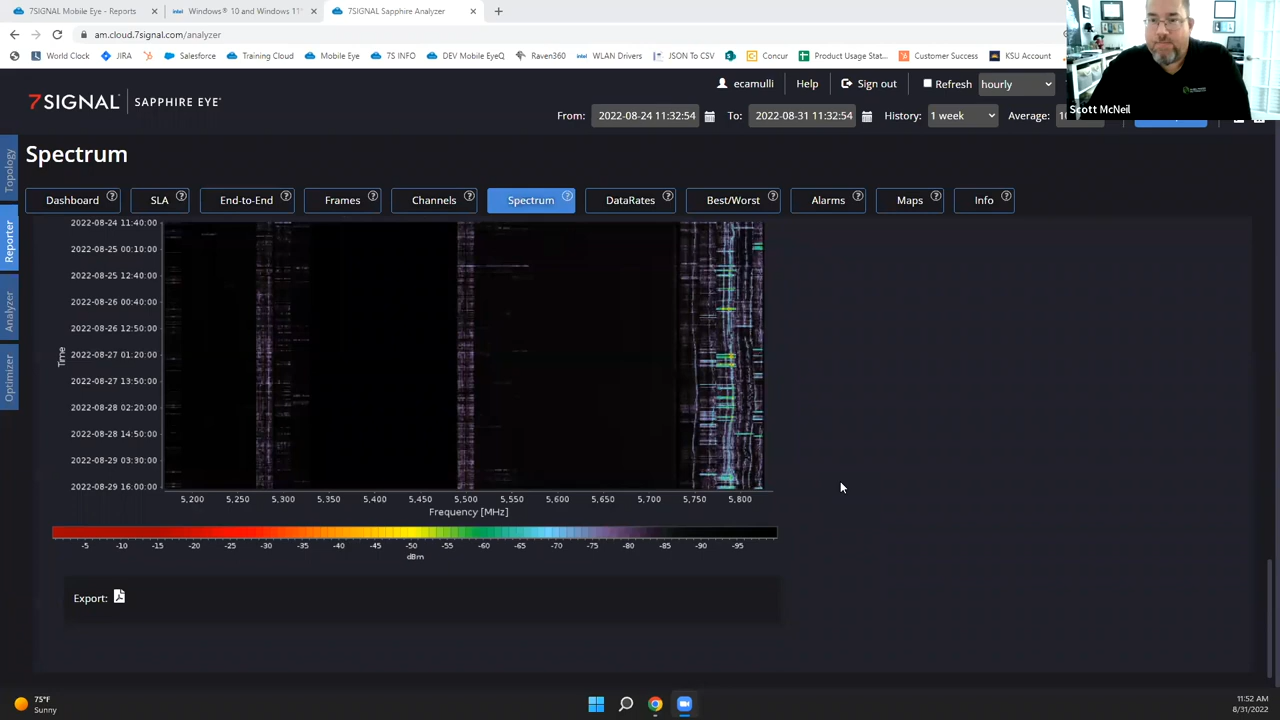 7SIGNAL Mobile Eye - Reports
Windows® 10 and Windows 11
7SIGNAL Sapphire Analyzer
am.cloud.7signal.com/analyzer
World Clock JIRA Salesforce Training Cloud Mobile Eye 7S INFO DEV Mobile EyeQ Raven360 WLAN Drivers JSON To CSV Concur Product Usage Stat... Customer Success KSU Account
Scott McNeil
7SIGNAL | SAPPHIRE EYE
ecamulli Help Sign out Refresh hourly
From: 2022-08-24 11:32:54 To: 2022-08-31 11:32:54 History: 1 week Average:
Topology
Reporter
Analyzer
Optimizer
Spectrum
Dashboard SLA End-to-End Frames Channels Spectrum DataRates Best/Worst Alarms Maps Info
Time
2022-08-24 11:40:00
2022-08-25 00:10:00
2022-08-25 12:40:00
2022-08-26 00:40:00
2022-08-26 12:50:00
2022-08-27 01:20:00
2022-08-27 13:50:00
2022-08-28 02:20:00
2022-08-28 14:50:00
2022-08-29 03:30:00
2022-08-29 16:00:00
5,200 5,250 5,300 5,350 5,400 5,450 5,500 5,550 5,600 5,650 5,700 5,750 5,800
Frequency [MHz]
-5 -10 -15 -20 -25 -30 -35 -40 -45 -50 -55 -60 -65 -70 -75 -80 -85 -90 -95
dBm
Export:
75°F
Sunny
11:52 AM
8/31/2022